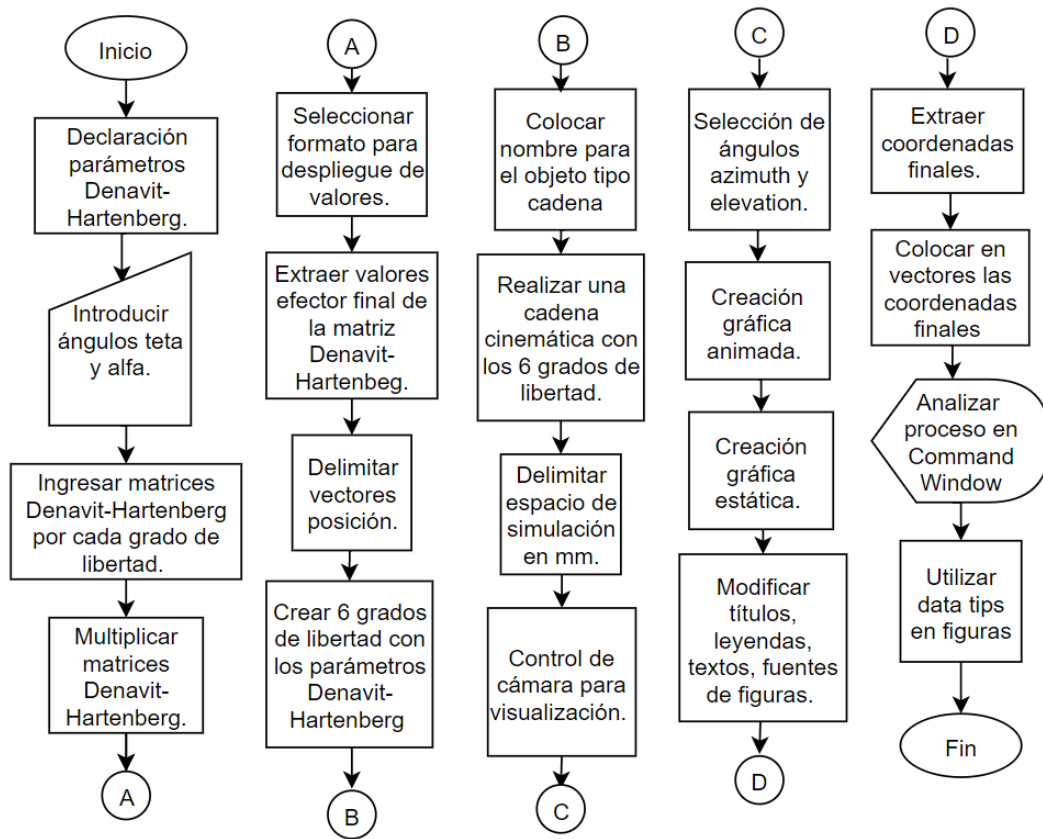 Inicio
Declaración
parámetros
Denavit-
Hartenberg.
Introducir
ángulos teta
y alfa.
Ingresar matrices
Denavit-Hartenberg
por cada grado de
libertad.
Multiplicar
matrices
Denavit-
Hartenberg.
A
A
Seleccionar
formato para
despliegue de
valores.
Extraer valores
efector final de
la matriz
Denavit-
Hartenbeg.
Delimitar
vectores
posición.
Crear 6 grados
de libertad con
los parámetros
Denavit-
Hartenberg
B
B
Colocar
nombre para
el objeto tipo
cadena
Realizar una
cadena
cinemática con
los 6 grados de
libertad.
Delimitar
espacio de
simulación
en mm.
Control de
cámara para
visualización.
C
C
Selección de
ángulos
azimuth y
elevation.
Creación
gráfica
animada.
Creación
gráfica
estática.
Modificar
títulos,
leyendas,
textos, fuentes
de figuras.
D
D
Extraer
coordenadas
finales.
Colocar en
vectores las
coordenadas
finales
Analizar
proceso en
Command
Window
Utilizar
data tips
en figuras
Fin